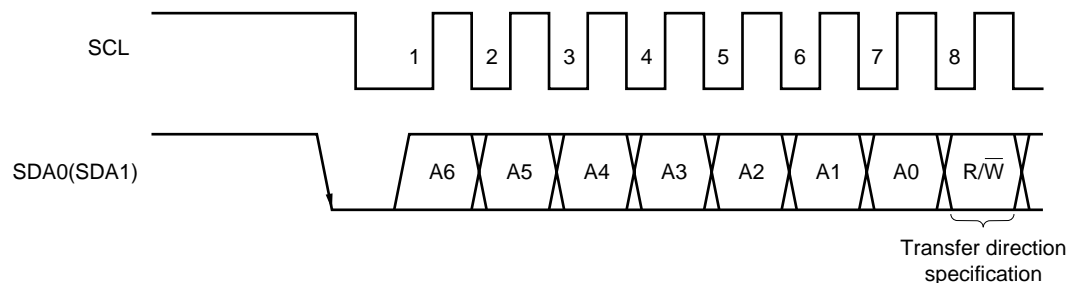 SCL
1 2 3 4 5 6 7 8
SDA0(SDA1)
A6 A5 A4 A3 A2 A1 A0 R/W̅
Transfer direction
specification